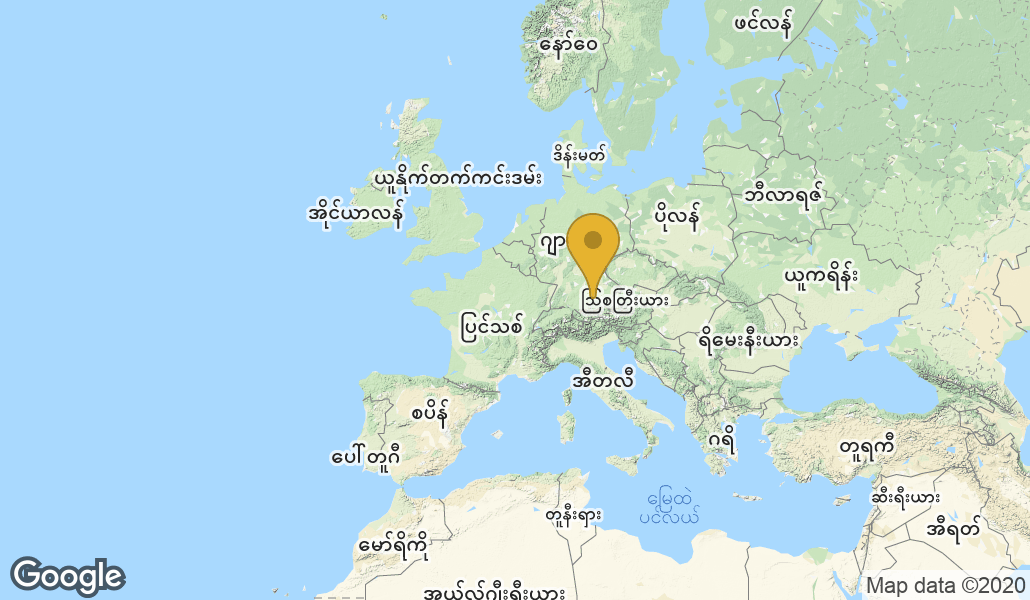 ဖင်လန်
နော်ဝေ
ဒိန်းမတ်
ယူနိုက်တက်ကင်းဒမ်း
ဘီလာရဇ်
အိုင်ယာလန်
ပိုလန်
ဂျာ
ယူကရိန်း
ဩစတြီးယား
ပြင်သစ်
ရိုမေးနီးယား
အီတလီ
စပိန်
ဂရိ
တူရကီ
ပေါ်တူဂီ
မြေထဲ
ပင်လယ်
ဆီးရီးယား
တူနီးရှား
အီရတ်
မော်ရိုကို
အယ်လ်ဂျီးရီးယား
Google
Map data ©2020